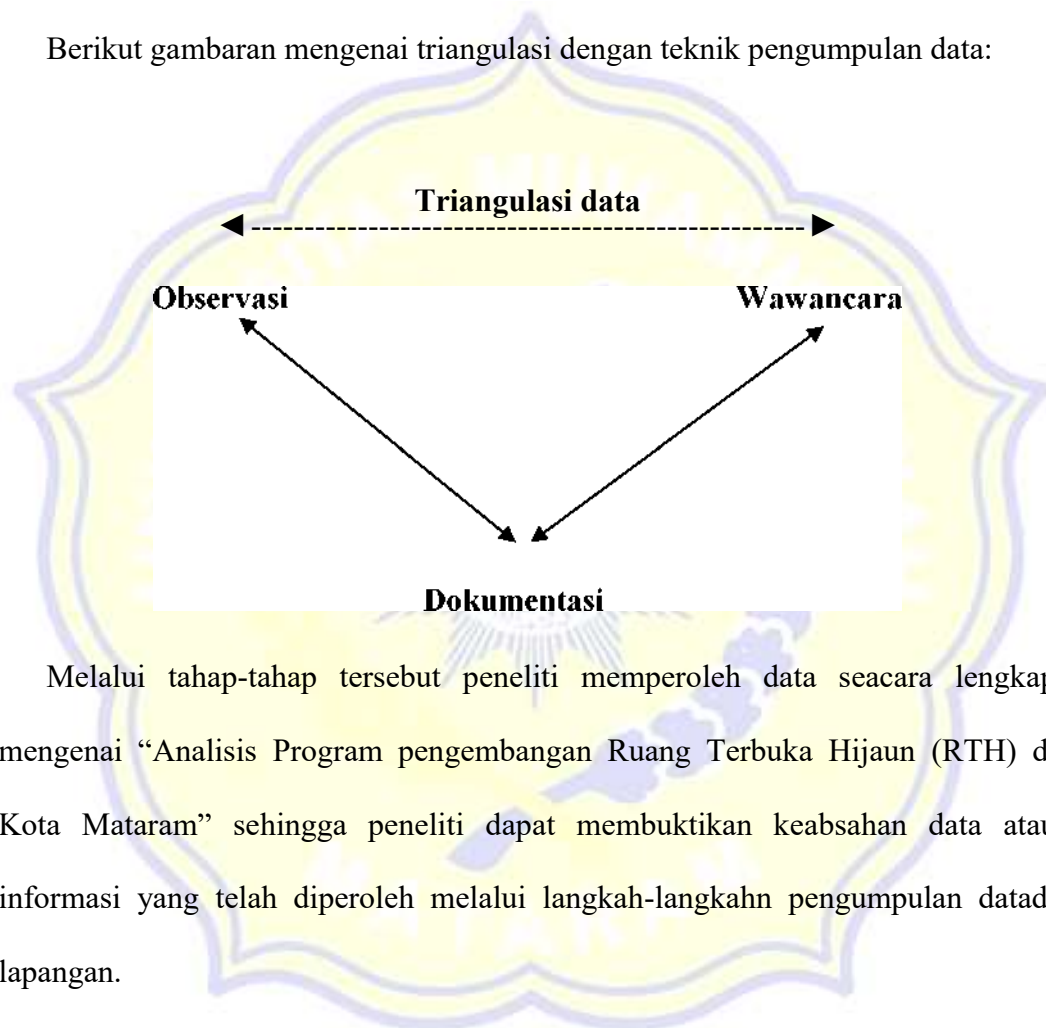 Berikut gambaran mengenai triangulasi dengan teknik pengumpulan data:
Triangulasi data
Observasi Wawancara
Dokumentasi
Melalui tahap-tahap tersebut peneliti memperoleh data seacara lengkap
mengenai “Analisis Program pengembangan Ruang Terbuka Hijaun (RTH) d
Kota Mataram” sehingga peneliti dapat membuktikan keabsahan data atau
informasi yang telah diperoleh melalui langkah-langkahn pengumpulan datad
lapangan.
MATARAM